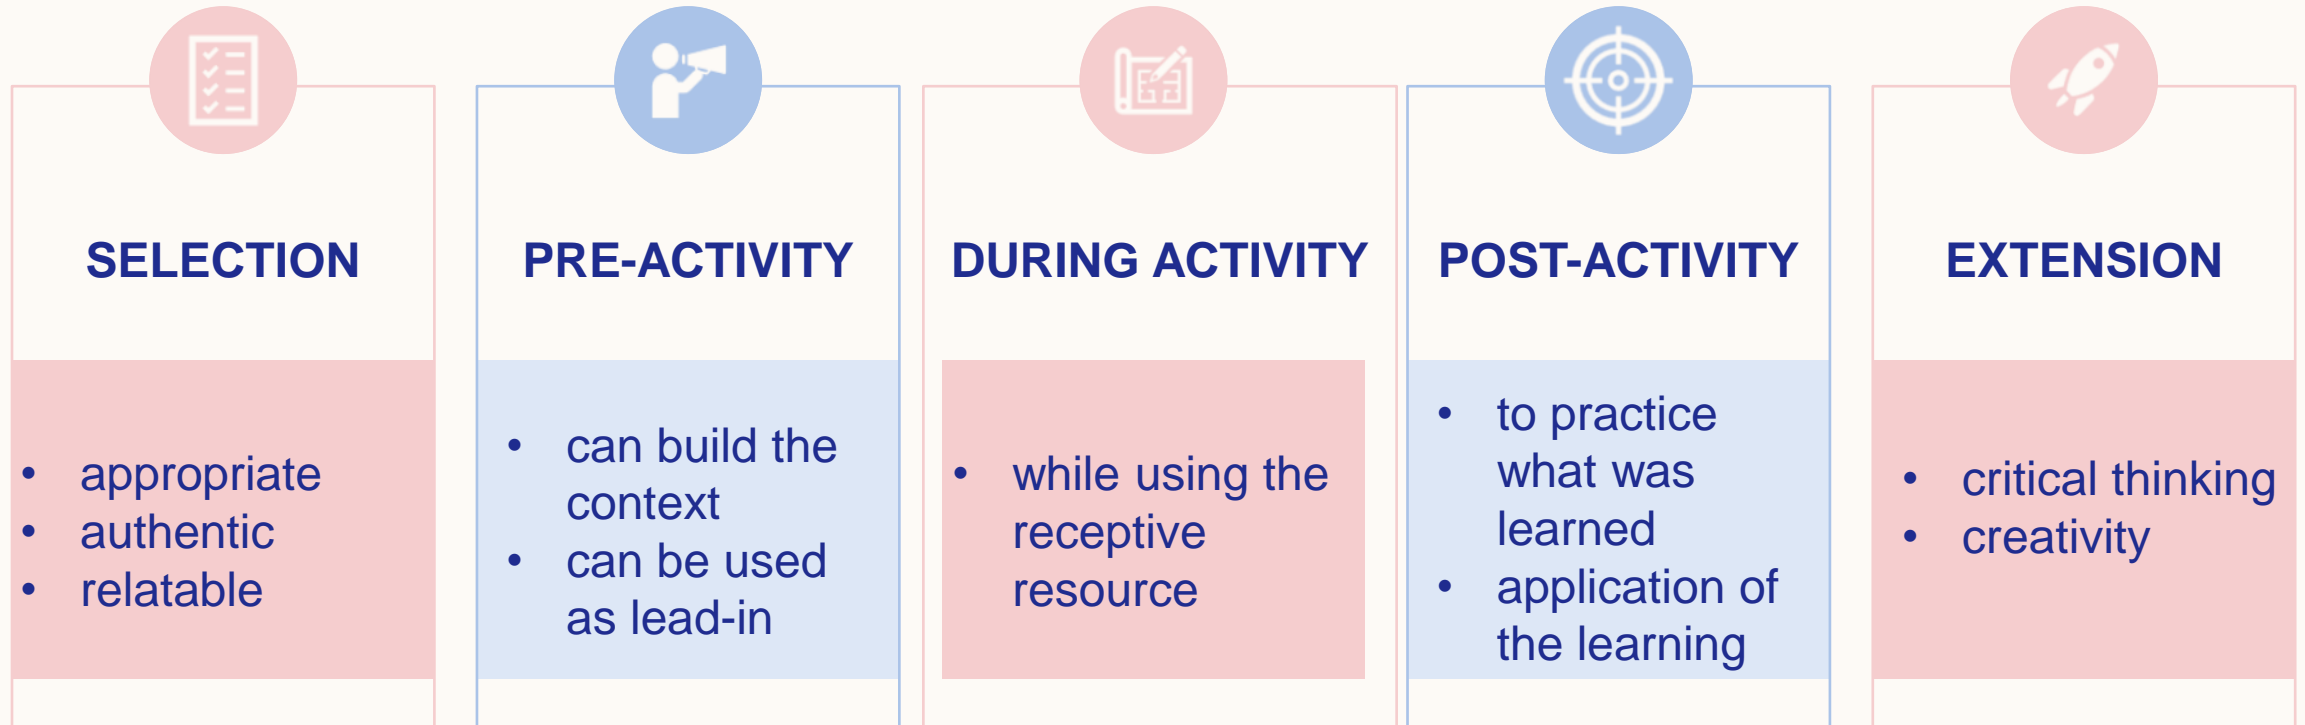 SELECTION
• appropriate
• authentic
• relatable
PRE-ACTIVITY
• can build the
context
• can be used
as lead-in
DURING ACTIVITY
• while using the
receptive
resource
POST-ACTIVITY
• to practice
what was
learned
• application of
the learning
EXTENSION
• critical thinking
• creativity